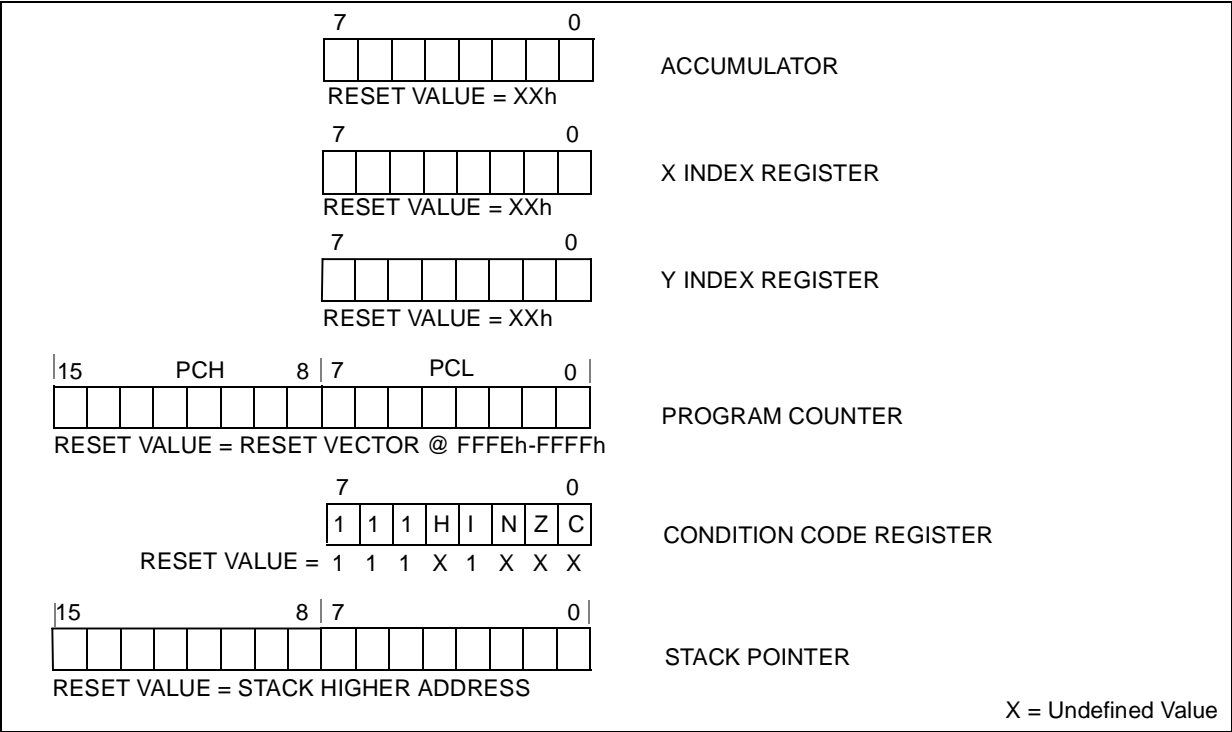 7 0
ACCUMULATOR
RESET VALUE = XXh
7 0
X INDEX REGISTER
RESET VALUE = XXh
7 0
Y INDEX REGISTER
RESET VALUE = XXh
15 PCH 8 7 PCL 0
PROGRAM COUNTER
RESET VALUE = RESET VECTOR @ FFFEh-FFFFh
7 0
1 1 1 H I N Z C
CONDITION CODE REGISTER
RESET VALUE = 1 1 1 X 1 X X X
15 8 7 0
STACK POINTER
RESET VALUE = STACK HIGHER ADDRESS
X = Undefined Value